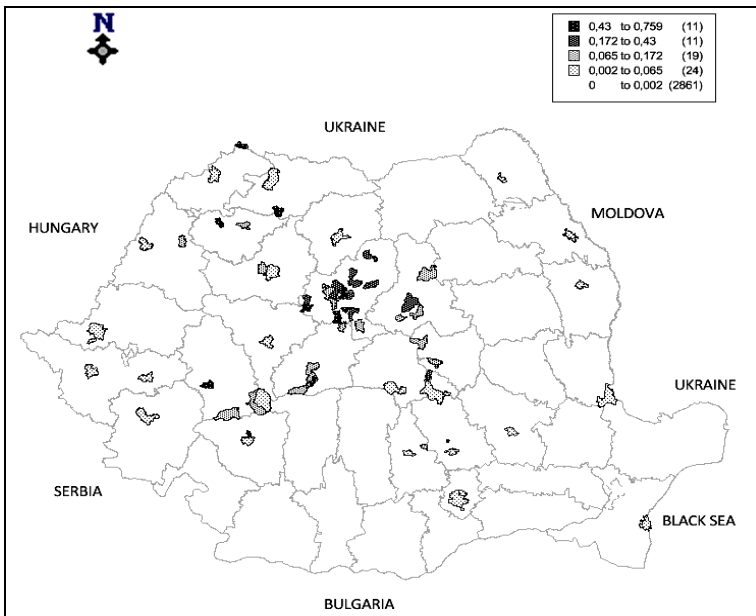 N
0,43 to 0,759 (11)
0,172 to 0,43 (11)
0,065 to 0,172 (19)
0,002 to 0,065 (24)
0 to 0,002 (2861)
UKRAINE
HUNGARY
MOLDOVA
UKRAINE
SERBIA
BLACK SEA
BULGARIA